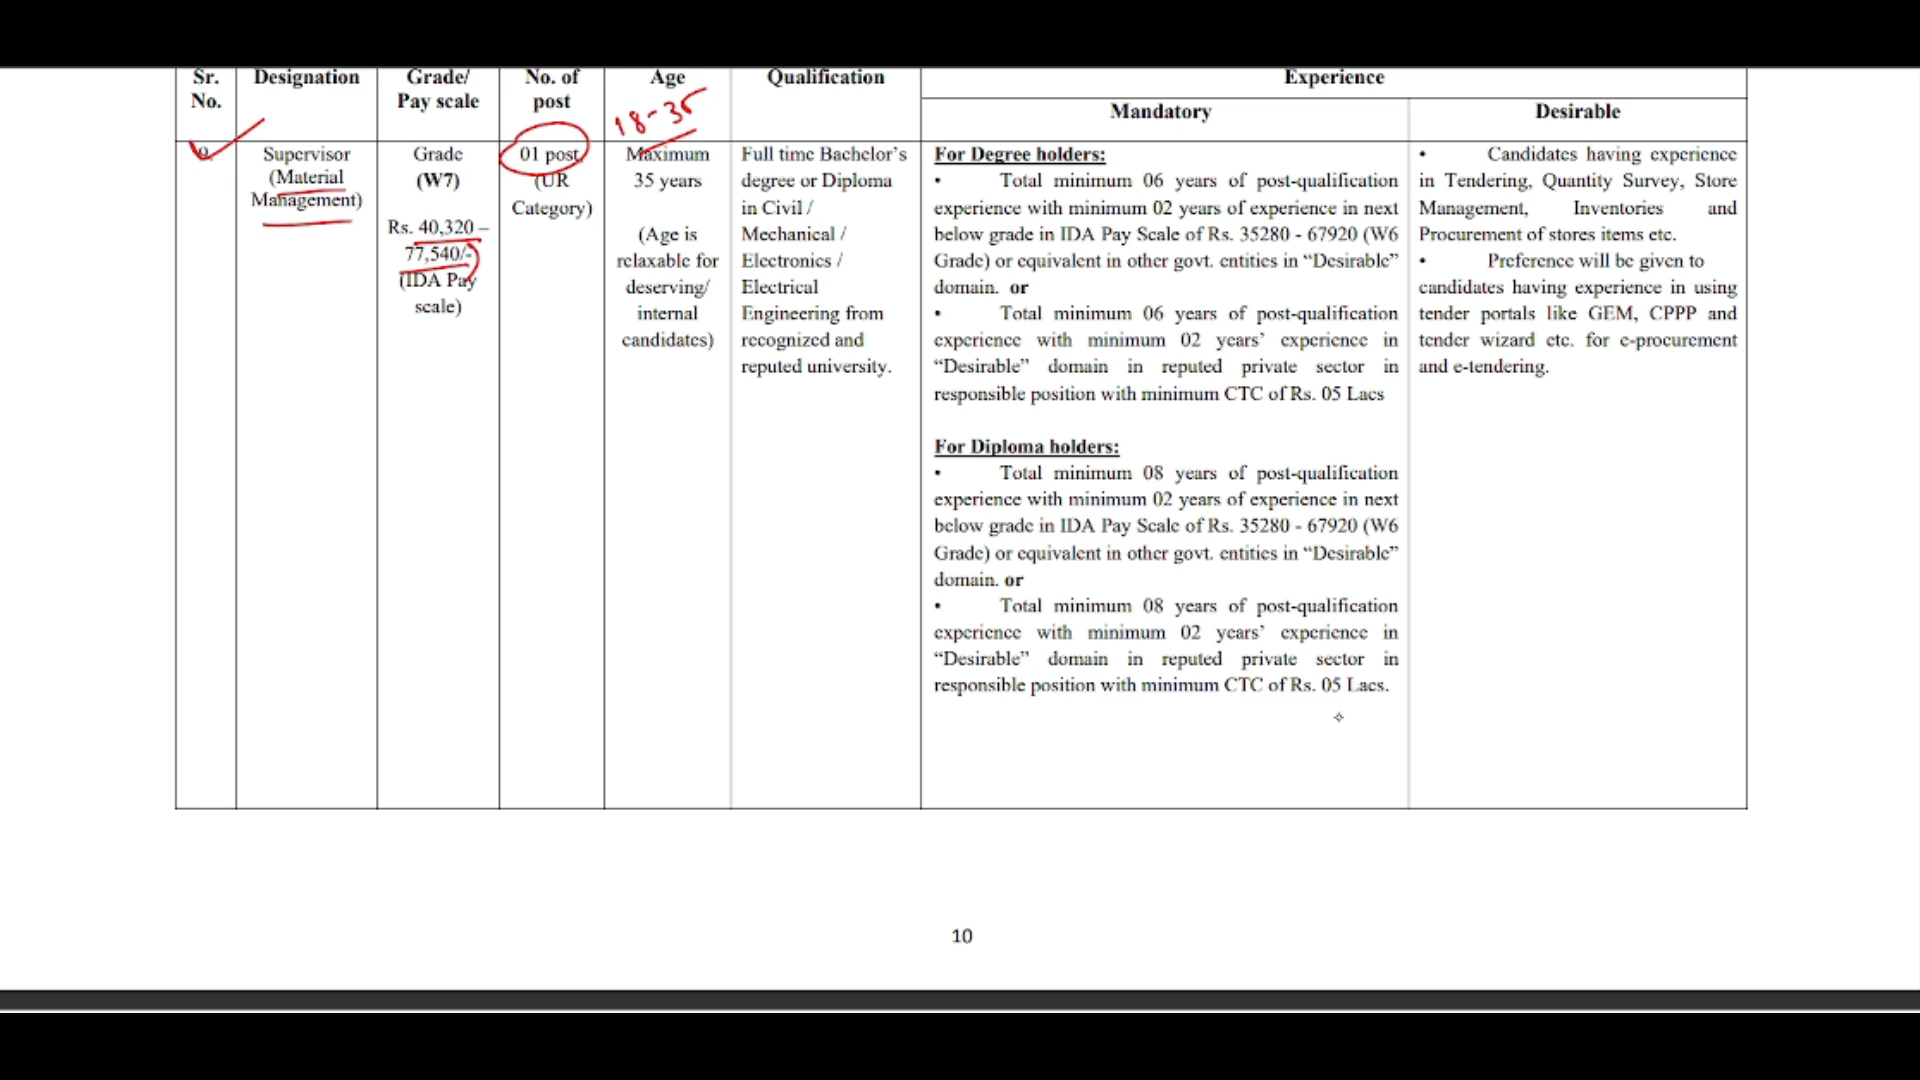 Sr. No.
Designation
Grade/ Pay scale
No. of post
Age
Qualification
Experience
Mandatory
Desirable
18-35
9.
Supervisor
(Material
Management)
Grade
(W7)
Rs. 40,320 –
77,540/-
(IDA Pay
scale)
01 post
(UR
Category)
Maximum
35 years
(Age is
relaxable for
deserving/
internal
candidates)
Full time Bachelor’s
degree or Diploma
in Civil /
Mechanical /
Electronics /
Electrical
Engineering from
recognized and
reputed university.
For Degree holders:
• Total minimum 06 years of post-qualification
experience with minimum 02 years of experience in next
below grade in IDA Pay Scale of Rs. 35280 - 67920 (W6
Grade) or equivalent in other govt. entities in “Desirable”
domain. or
• Total minimum 06 years of post-qualification
experience with minimum 02 years’ experience in
“Desirable” domain in reputed private sector in
responsible position with minimum CTC of Rs. 05 Lacs
For Diploma holders:
• Total minimum 08 years of post-qualification
experience with minimum 02 years of experience in next
below grade in IDA Pay Scale of Rs. 35280 - 67920 (W6
Grade) or equivalent in other govt. entities in “Desirable”
domain. or
• Total minimum 08 years of post-qualification
experience with minimum 02 years’ experience in
“Desirable” domain in reputed private sector in
responsible position with minimum CTC of Rs. 05 Lacs.
• Candidates having experience
in Tendering, Quantity Survey, Store
Management, Inventories and
Procurement of stores items etc.
• Preference will be given to
candidates having experience in using
tender portals like GEM, CPPP and
tender wizard etc. for e-procurement
and e-tendering.
10